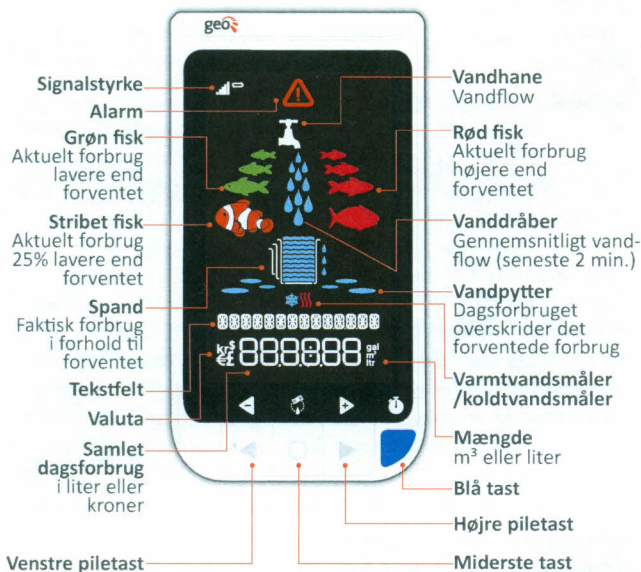 geo
Signalstyrke
Alarm
Grøn fisk
Aktuelt forbrug
lavere end
forventet
Stribet fisk
Aktuelt forbrug
25% lavere end
forventet
Spand
Faktisk forbrug
i forhold til
forventet
Tekstfelt
Valuta
Samlet
dagsforbrug
i liter eller
kroner
Venstre piletast
Vandhane
Vandflow
Rød fisk
Aktuelt forbrug
højere end
forventet
Vanddråber
Gennemsnitligt vand-
flow (seneste 2 min.)
Vandpytter
Dagsforbruget
overskrider det
forventede forbrug
Varmtvandsmåler
/koldtvandsmåler
Mængde
m³ eller liter
Blå tast
Højre piletast
Miderste tast
kr $
€ £
888888
gal
m³
ltr
- +